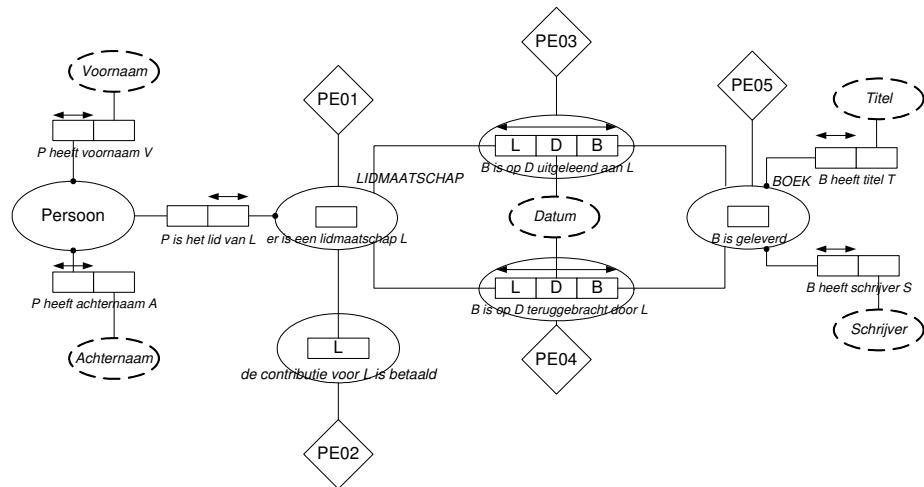 PE03
Voornaam
PE01
PE05
Titel
P heeft voornaam V
L D B
LIDMAATSCHAP
B is op D uitgeleend aan L
BOEK
B heeft titel T
Persoon
P is het lid van L
er is een lidmaatschap L
Datum
B is geleverd
P heeft achternaam A
L D B
B is op D teruggebracht door L
B heeft schrijver S
Achternaam
L
Schrijver
PE04
de contributie voor L is betaald
PE02